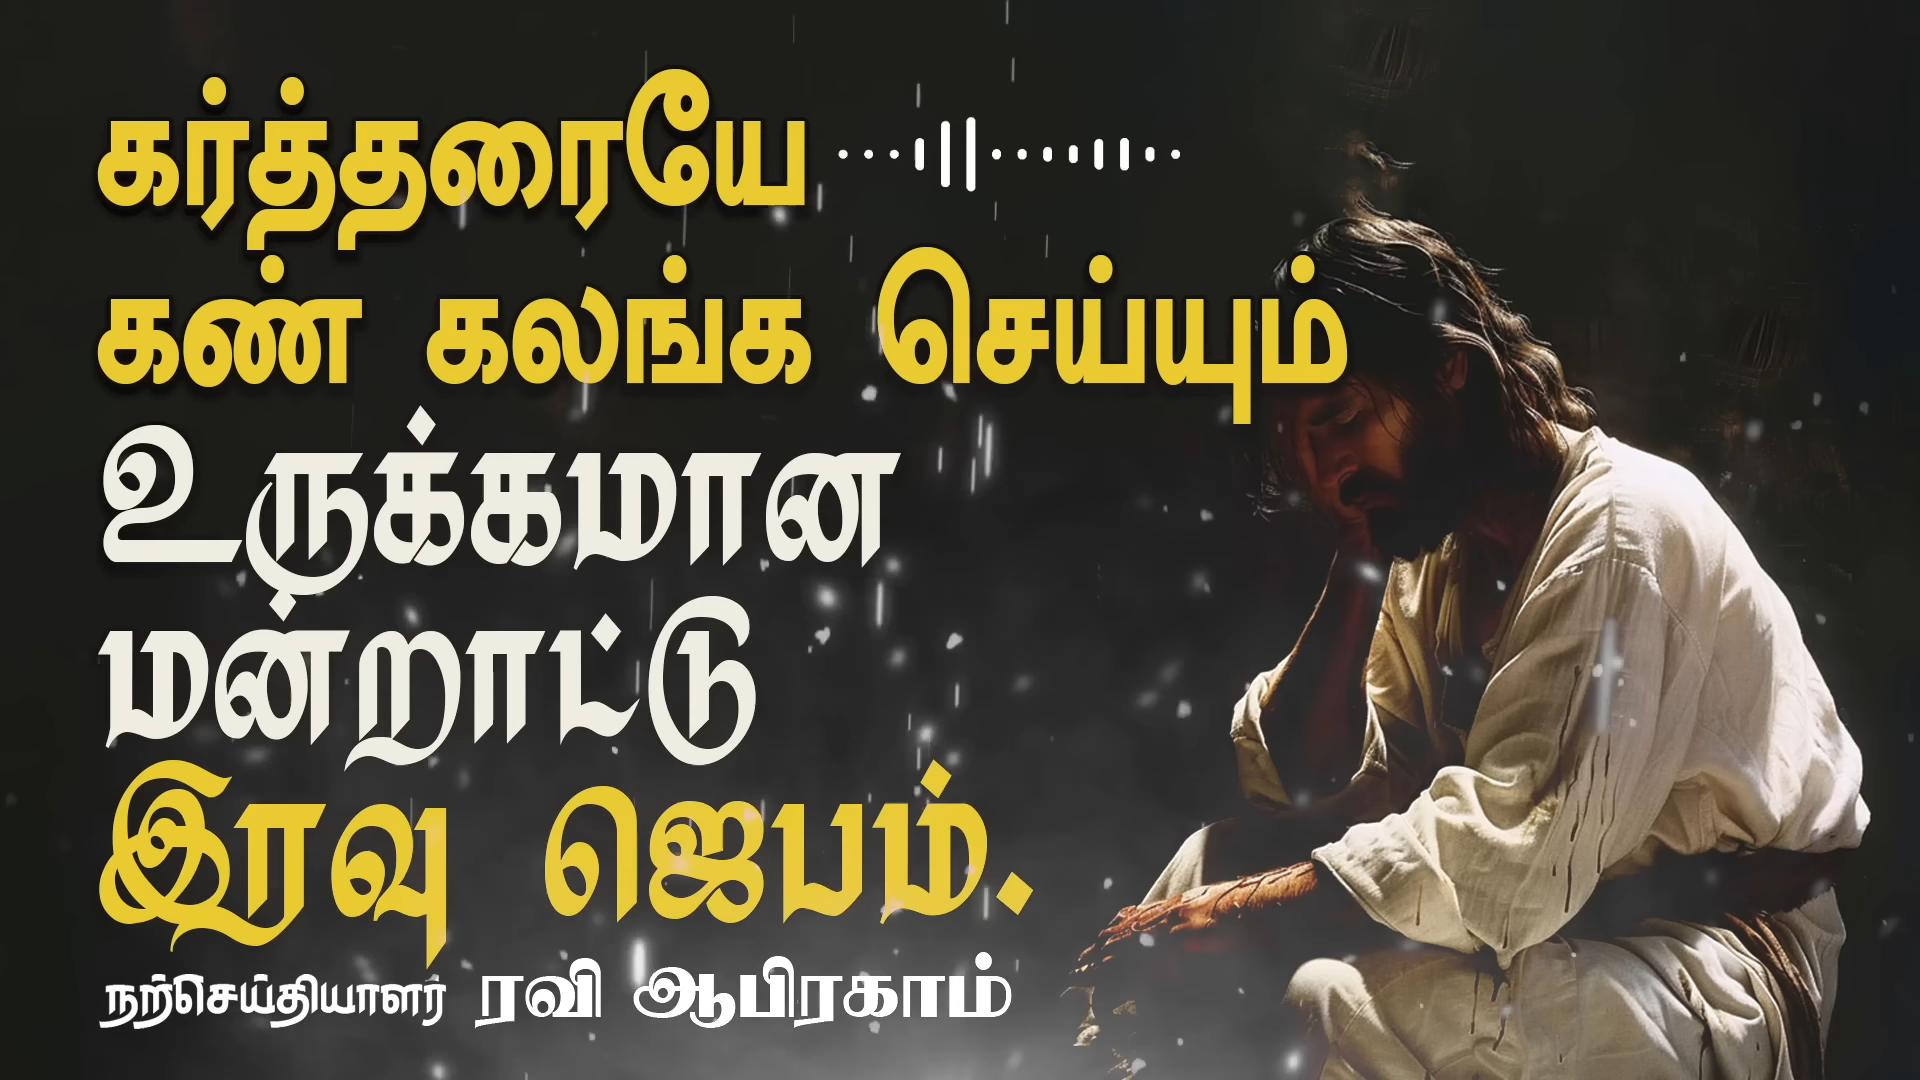 கர்த்தரையே
கண் கலங்க செய்யும்
உருக்கமான
மன்றாட்டு
இரவு ஜெபம்.
நற்செய்தியாளர் ரவி ஆபிரகாம்